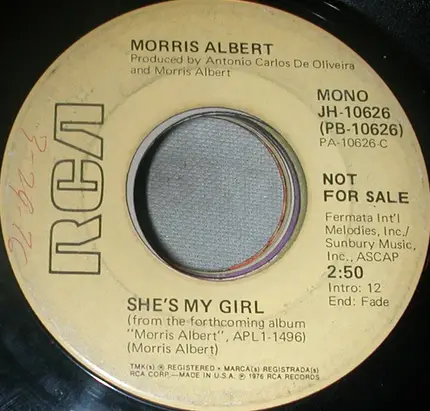 MORRIS ALBERT
Produced by Antonio Carlos De Oliveira
and Morris Albert
MONO
JH-10626
(PB-10626)
PA-10626-C
RCA
3-29-76
NOT
FOR SALE
Fermata Int'l
Melodies, Inc./
Sunbury Music,
Inc., ASCAP
2:50
Intro: 12
End: Fade
SHE'S MY GIRL
(from the forthcoming album
"Morris Albert", APL1-1496)
(Morris Albert)
TMK(s) ® REGISTERED • MARCA(s) REGISTRADA(s)
RCA CORP.—MADE IN U.S.A. ℗ 1976 RCA RECORDS